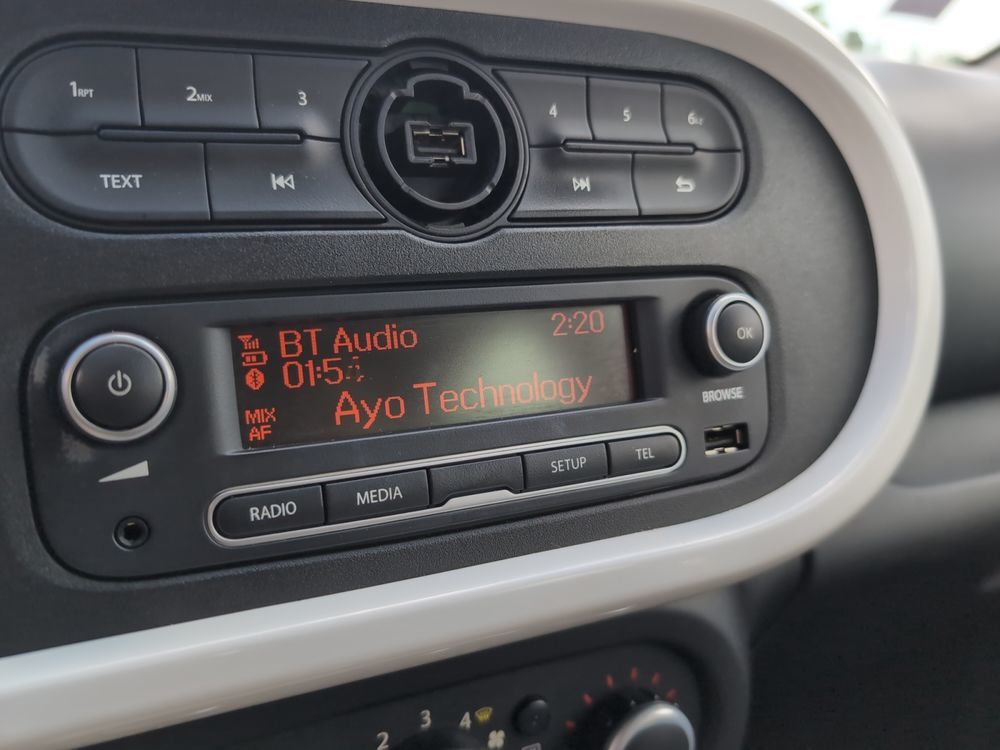 1RPT 2MIX 3 4 5
TEXT
BT Audio 2:20
01:5
Ayo Technology
MIX
AF
OK
BROWSE
RADIO MEDIA SETUP TEL
2 3 4